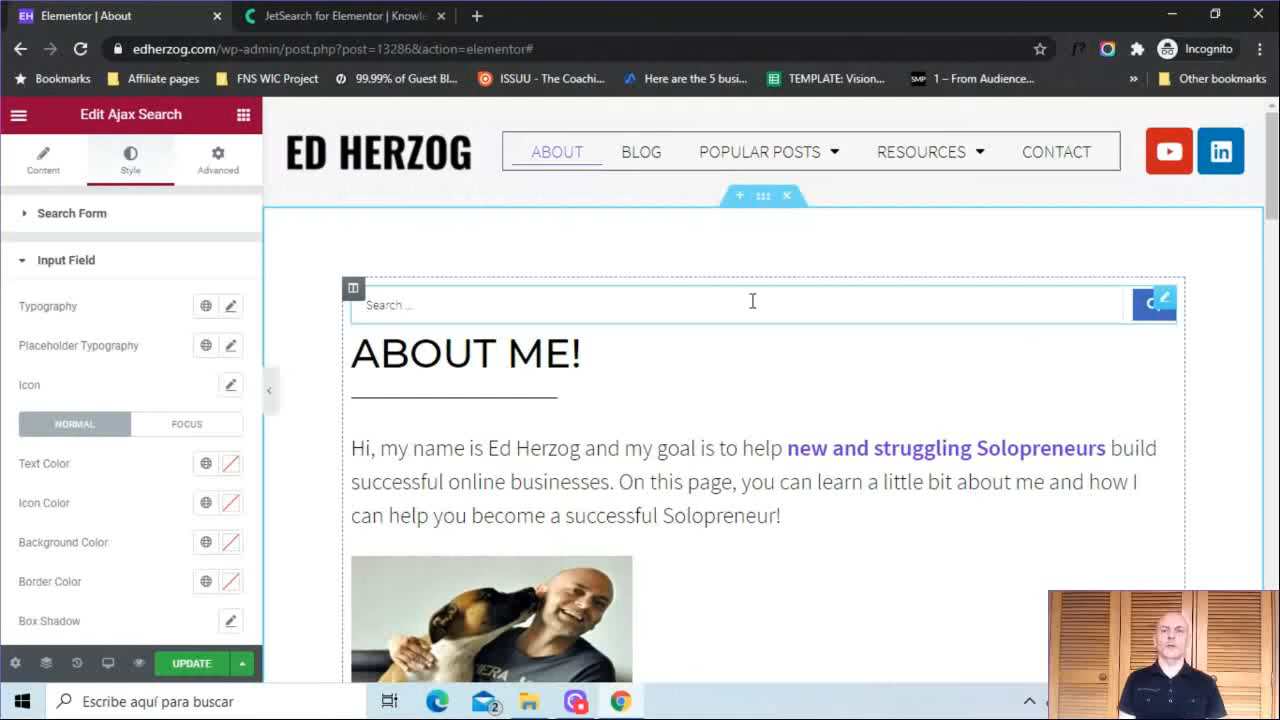 EH Elementor | About
JetSearch for Elementor | Knowl
edherzog.com/wp-admin/post.php?post=13286&action=elementor#
f?
Incognito
Bookmarks
Affiliate pages
FNS WIC Project
99.99% of Guest Bl...
ISSUU - The Coachi...
Here are the 5 busi...
TEMPLATE: Vision...
SMP
1 – From Audience...
»
Other bookmarks
Edit Ajax Search
Content
Style
Advanced
Search Form
Input Field
Typography
Placeholder Typography
Icon
NORMAL
FOCUS
Text Color
Icon Color
Background Color
Border Color
Box Shadow
UPDATE
ED HERZOG
ABOUT
BLOG
POPULAR POSTS
RESOURCES
CONTACT
in
Search ...
ABOUT ME!
Hi, my name is Ed Herzog and my goal is to help new and struggling Solopreneurs build
successful online businesses. On this page, you can learn a little bit about me and how I
can help you become a successful Solopreneur!
Escribe aquí para buscar
2